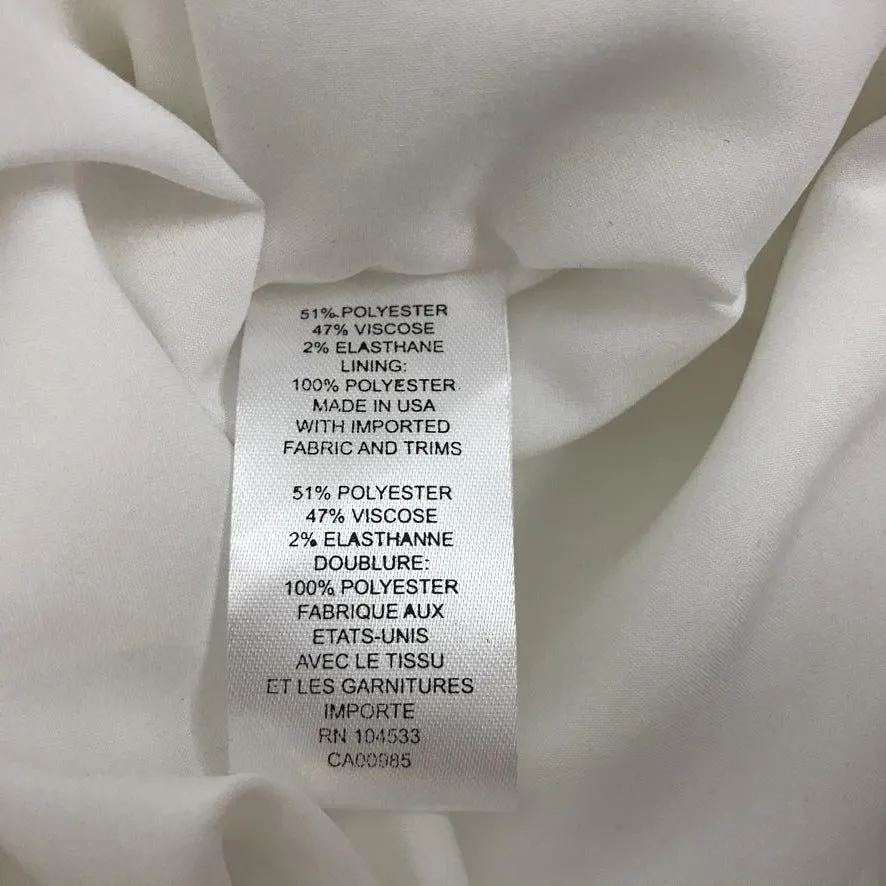 51% POLYESTER
47% VISCOSE
2% ELASTHANE
LINING:
100% POLYESTER
MADE IN USA
WITH IMPORTED
FABRIC AND TRIMS
51% POLYESTER
47% VISCOSE
2% ELASTHANNE
DOUBLURE:
100% POLYESTER
FABRIQUE AUX
ETATS-UNIS
AVEC LE TISSU
ET LES GARNITURES
IMPORTE
RN 104533
CA00985